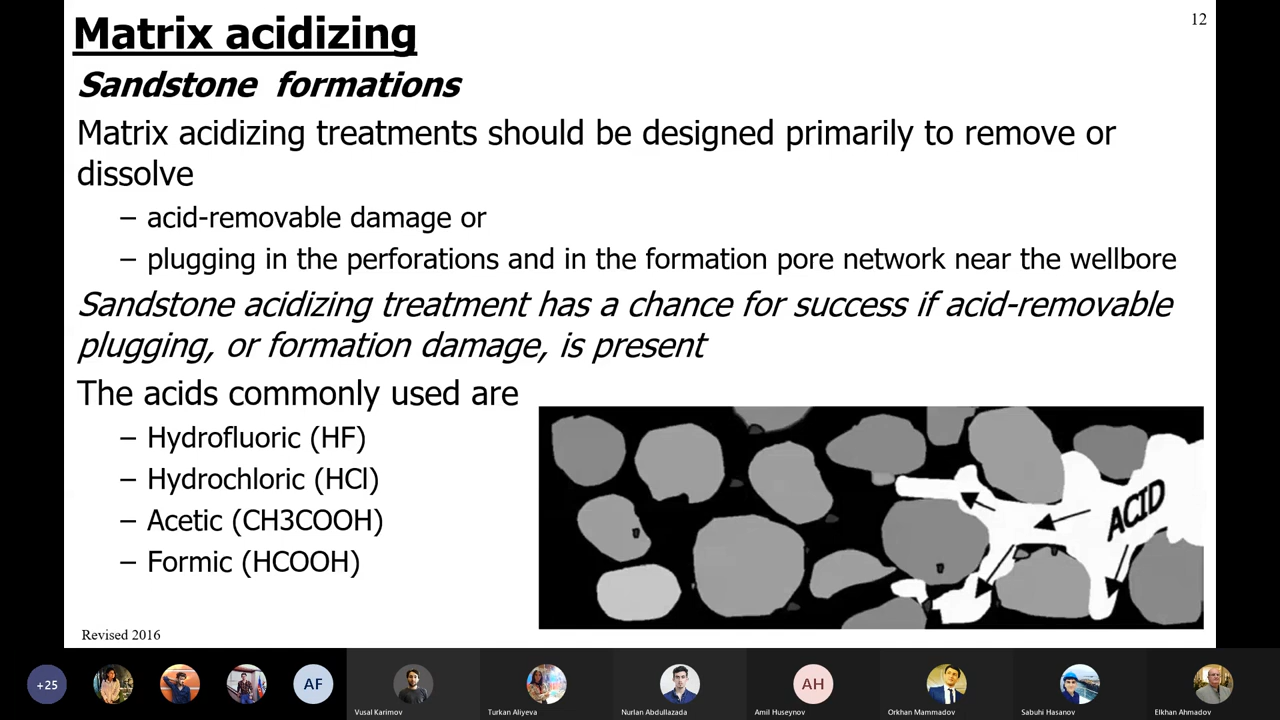 12
Matrix acidizing
Sandstone formations
Matrix acidizing treatments should be designed primarily to remove or
dissolve
– acid-removable damage or
– plugging in the perforations and in the formation pore network near the wellbore
Sandstone acidizing treatment has a chance for success if acid-removable
plugging, or formation damage, is present
The acids commonly used are
– Hydrofluoric (HF)
– Hydrochloric (HCl)
– Acetic (CH3COOH)
– Formic (HCOOH)
ACID
Revised 2016
+25
AF
AH
Vusal Karimov
Turkan Aliyeva
Nurlan Abdullazada
Amil Huseynov
Orkhan Mammadov
Sabuhi Hasanov
Elkhan Ahmadov